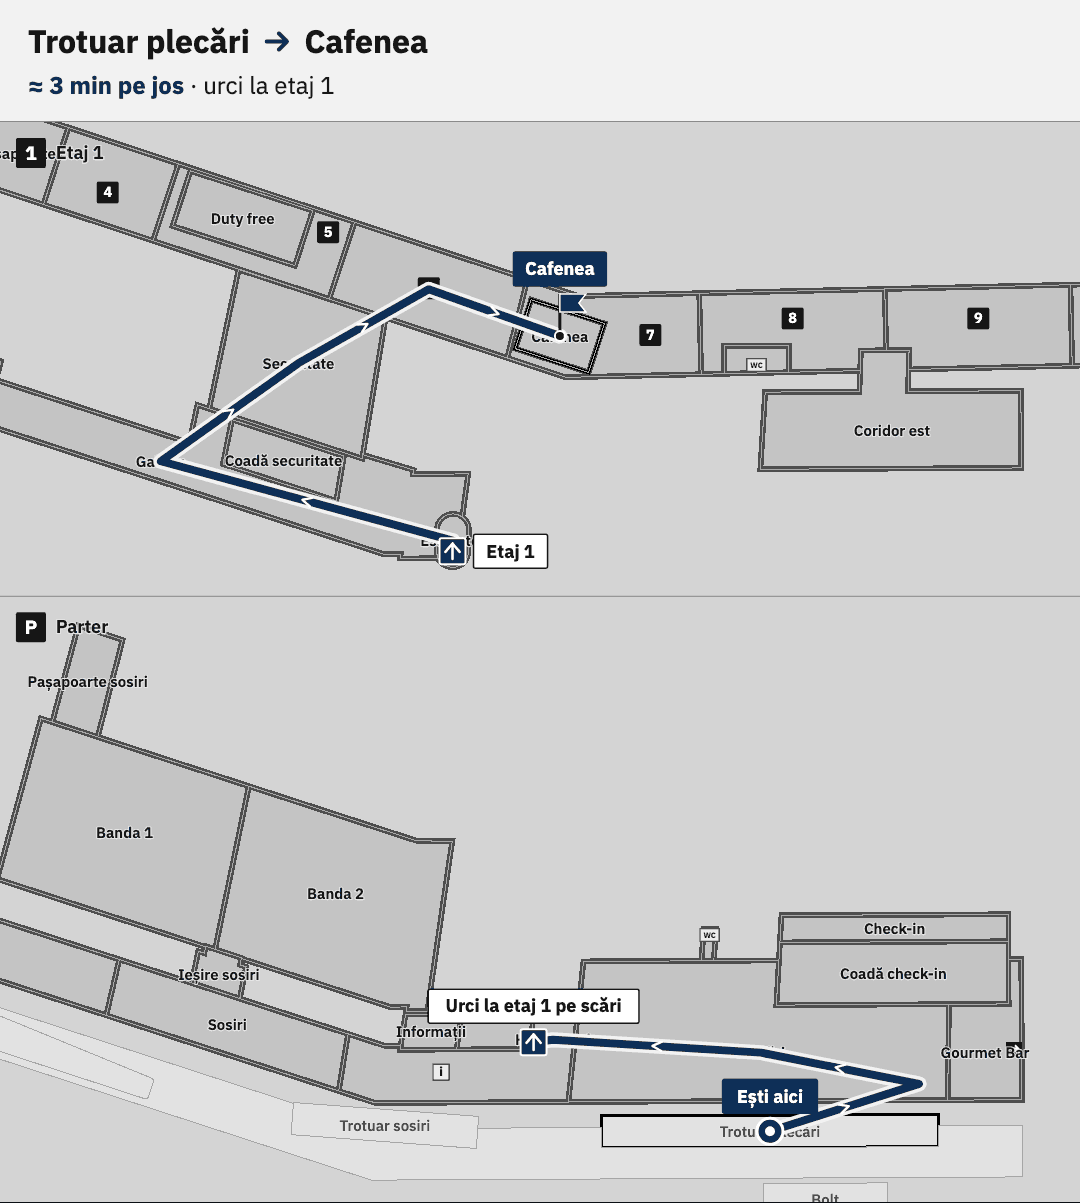 Trotuar plecări → Cafenea
≈ 3 min pe jos · urci la etaj 1
1 Etaj 1
4
Duty free
5
Cafenea
7
8
9
wc
Coridor est
Coadă securitate
Etaj 1
P Parter
Pașapoarte sosiri
Banda 1
Banda 2
Ieșire sosiri
Sosiri
Informații
i
Urci la etaj 1 pe scări
wc
Check-in
Coadă check-in
Gourmet Bar
Ești aici
Trotuar sosiri
Bolt